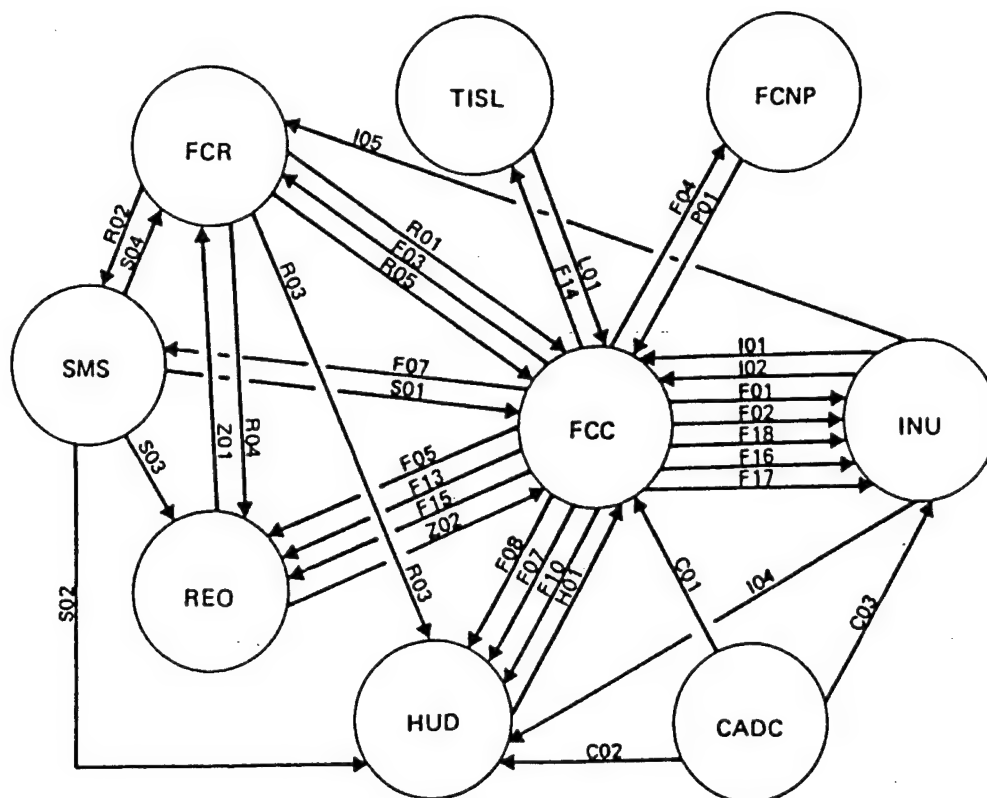 TISL
FCNP
FCR
I05
R02
S04
R01
F03
R05
F04
P01
L01
F14
R03
SMS
F07
S01
I01
I02
F01
F02
F18
F16
F17
FCC
INU
S03
Z01
R04
F05
F13
F15
Z02
REO
R03
F08
F07
F10
H01
C01
I04
C03
S02
HUD
CADC
C02